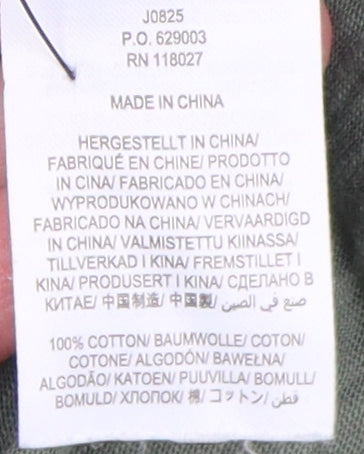 J0825
P.O. 629003
RN 118027
MADE IN CHINA
HERGESTELLT IN CHINA/
FABRIQUÉ EN CHINE/ PRODOTTO
IN CINA/ FABRICADO EN CHINA/
WYPRODUKOWANO W CHINACH/
FABRICADO NA CHINA/ VERVAARDIGD
IN CHINA/ VALMISTETTU KIINASSA/
TILLVERKAD I KINA/ FREMSTILLET I
KINA/ PRODUSERT I KINA/ СДЕЛАНО В
КИТАЕ/ 中国制造/ 中国製/ صنع في الصين/
100% COTTON/ BAUMWOLLE/ COTON/
COTONE/ ALGODÓN/ BAWEŁNA/
ALGODÃO/ KATOEN/ PUUVILLA/ BOMULL/
BOMULD/ ХЛОПОК/ 棉/ コットン/ قطن/